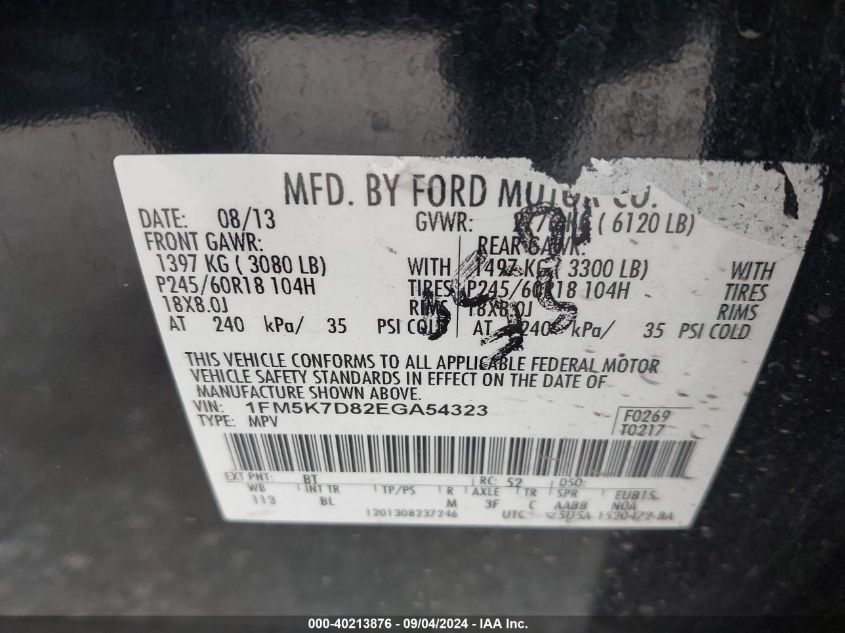 MFD. BY FORD MOTOR CO.
DATE: 08/13 GVWR: ( 6120 LB)
FRONT GAWR: REAR GAWR:
1397 KG ( 3080 LB) WITH 1497 KG ( 3300 LB) WITH
P245/60R18 104H TIRES P245/60R18 104H TIRES
18X8.0J RIMS 18X8.0J RIMS
AT 240 kPa/ 35 PSI COLD AT 240 kPa/ 35 PSI COLD
THIS VEHICLE CONFORMS TO ALL APPLICABLE FEDERAL MOTOR
VEHICLE SAFETY STANDARDS IN EFFECT ON THE DATE OF
MANUFACTURE SHOWN ABOVE.
VIN: 1FM5K7D82EGA54323 F0269
TYPE: MPV T0217
EXT PNT: BT RC: 52 DSO:
WB INT TR TP/PS R AXLE TR SPR EUB1S
113 BL M 3F C AABB NOA
1201308237246 UTC
000-40213876 - 09/04/2024 - IAA Inc.